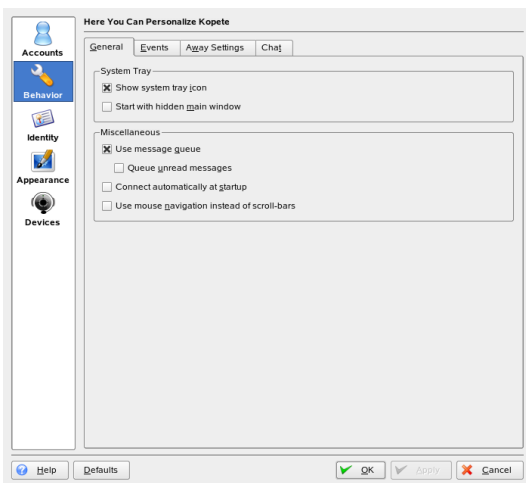 Here You Can Personalize Kopete
Accounts
Behavior
Identity
Appearance
Devices
General Events Away Settings Chat
System Tray
Show system tray icon
Start with hidden main window
Miscellaneous
Use message queue
Queue unread messages
Connect automatically at startup
Use mouse navigation instead of scroll-bars
Help Defaults OK Apply Cancel